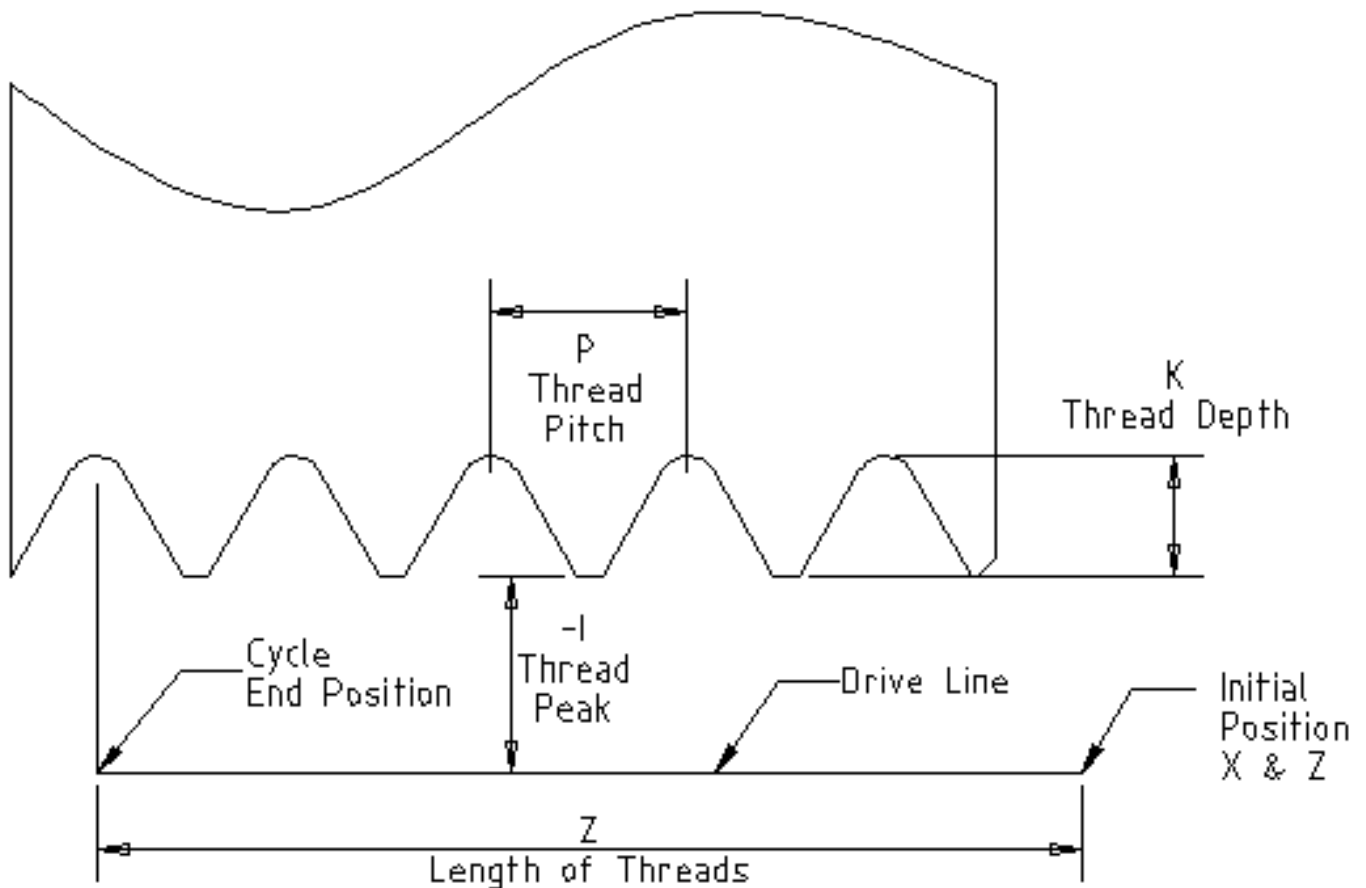 P
Thread
Pitch
K
Thread Depth
-I
Thread
Peak
Cycle
End Position
Drive Line
Initial
Position
X & Z
Z
Length of Threads